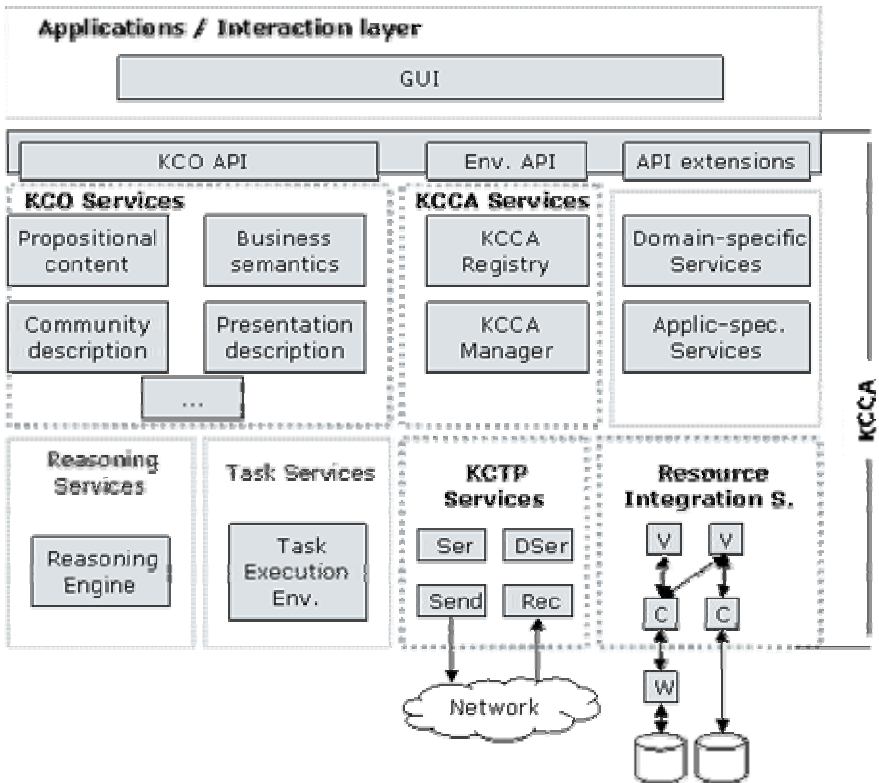 Applications / Interaction layer
GUI
KCO API
Env. API
API extensions
KCO Services
Propositional
content
Business
semantics
Community
description
Presentation
description
...
KCCA Services
KCCA
Registry
KCCA
Manager
Domain-specific
Services
Applic-spec.
Services
KCCA
Reasoning
Services
Reasoning
Engine
Task Services
Task
Execution
Env.
KCTP
Services
Ser
DSer
Send
Rec
Network
Resource
Integration S.
V
V
C
C
W